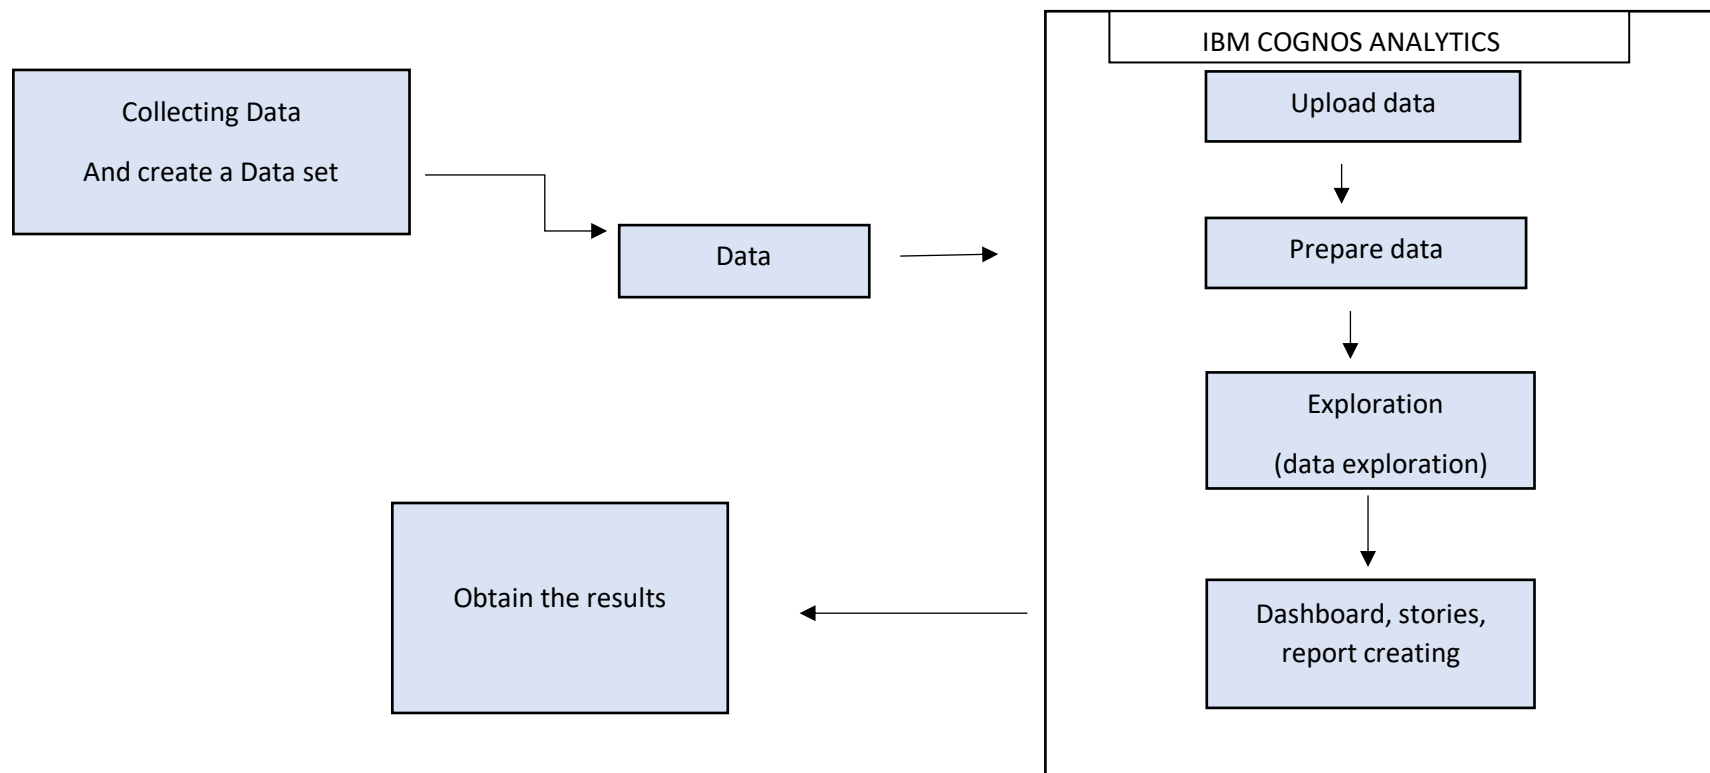 Collecting Data
And create a Data set
Data
IBM COGNOS ANALYTICS
Upload data
Prepare data
Exploration
(data exploration)
Dashboard, stories,
report creating
Obtain the results